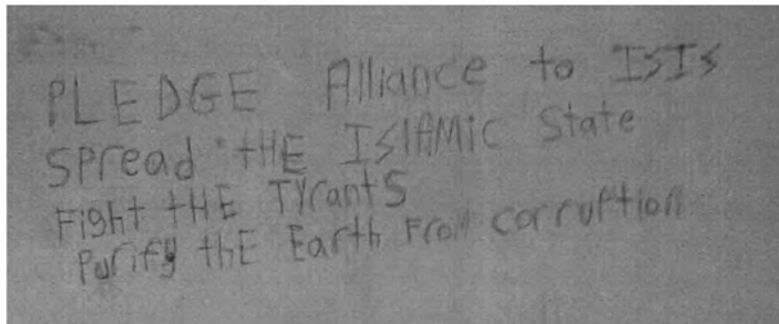 PLEDGE Alliance to ISIS
spread tHE ISlAMiC State
Fight tHE TYrantS
Purify thE Earth From corruption